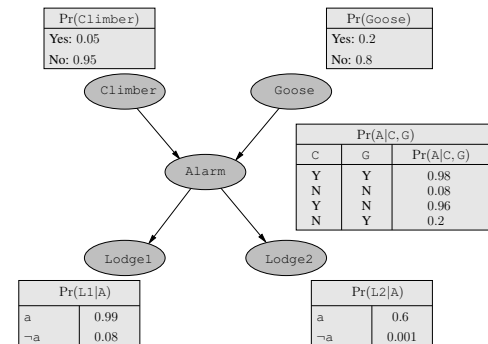 Pr(Climber)
Yes: 0.05
No: 0.95
Pr(Goose)
Yes: 0.2
No: 0.8
Climber
Goose
Alarm
Pr(A|C,G)
C G Pr(A|C,G)
Y Y 0.98
N N 0.08
Y N 0.96
N Y 0.2
Lodge1
Lodge2
Pr(L1|A)
a 0.99
¬a 0.08
Pr(L2|A)
a 0.6
¬a 0.001